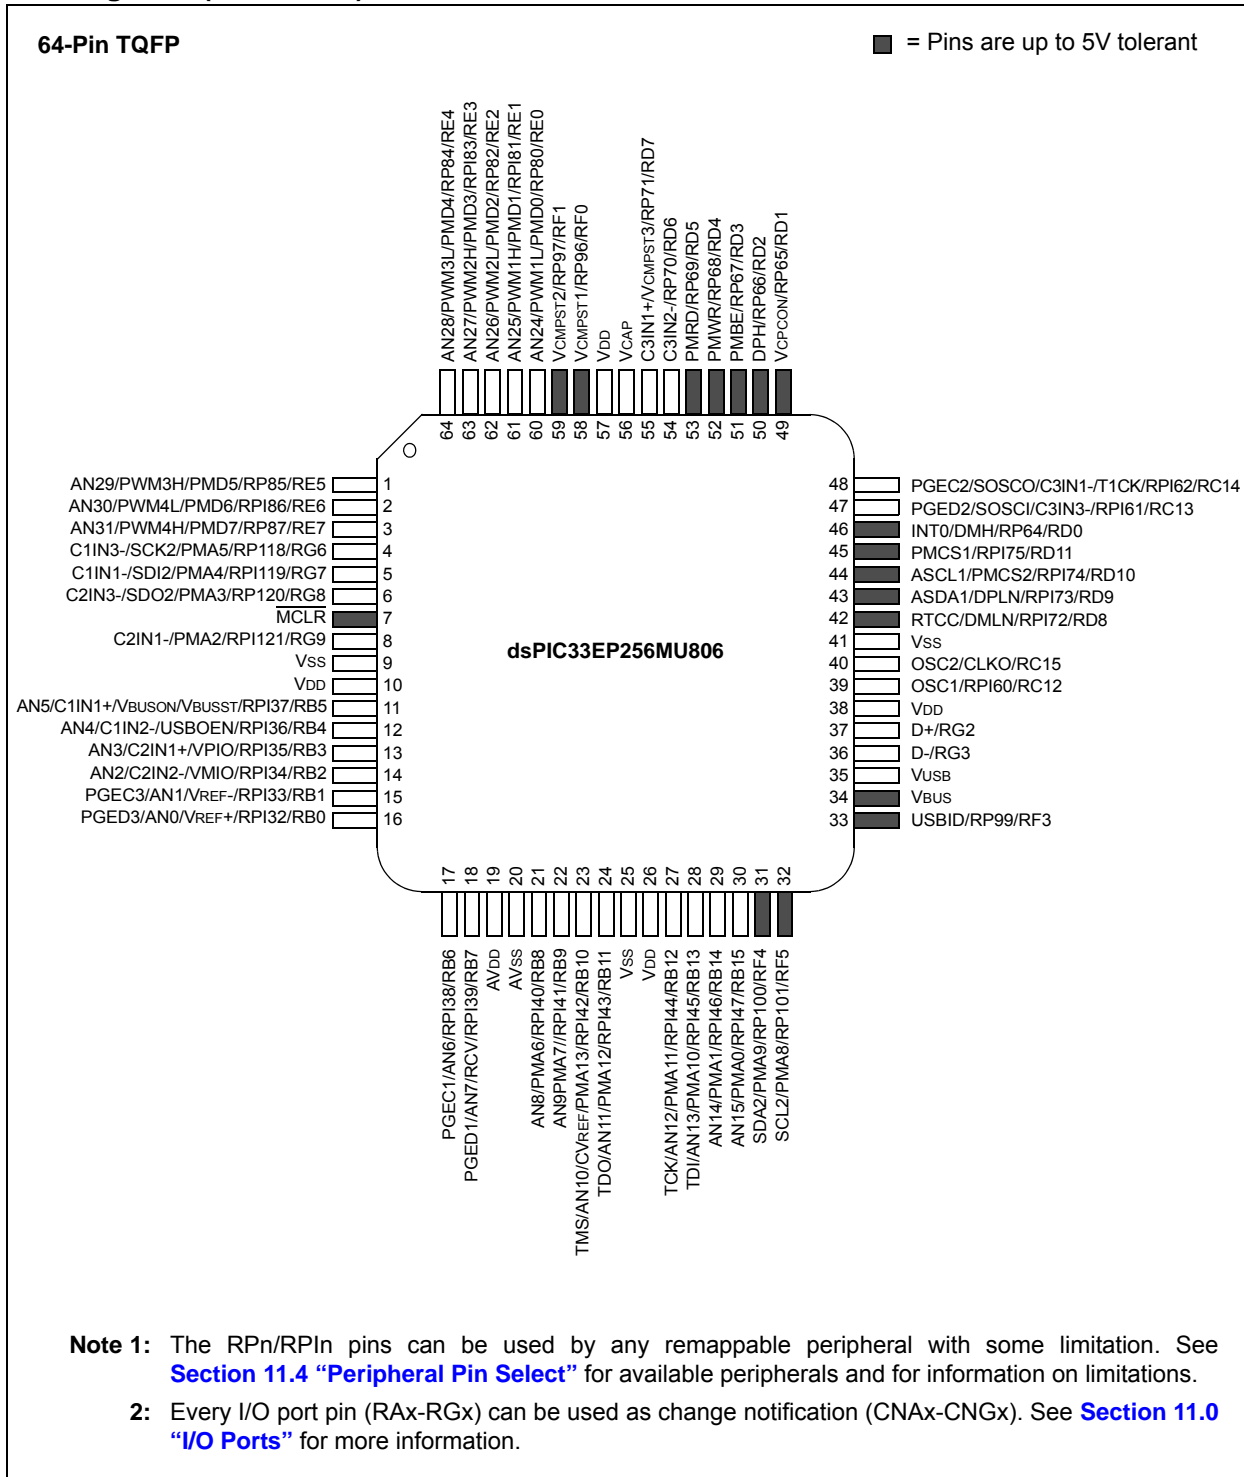 64-Pin TQFP
= Pins are up to 5V tolerant
AN28/PWM3L/PMD4/RP84/RE4
AN27/PWM2H/PMD3/RPI83/RE3
AN26/PWM2L/PMD2/RP82/RE2
AN25/PWM1H/PMD1/RPI81/RE1
AN24/PWM1L/PMD0/RP80/RE0
VCMPST2/RP97/RF1
VCMPST1/RP96/RF0
VDD
VCAP
C3IN1+/VCMPST3/RP71/RD7
C3IN2-/RP70/RD6
PMRD/RP69/RD5
PMWR/RP68/RD4
PMBE/RP67/RD3
DPH/RP66/RD2
VCPCON/RP65/RD1
64 63 62 61 60 59 58 57 56 55 54 53 52 51 50 49
AN29/PWM3H/PMD5/RP85/RE5 1
AN30/PWM4L/PMD6/RPI86/RE6 2
AN31/PWM4H/PMD7/RP87/RE7 3
C1IN3-/SCK2/PMA5/RP118/RG6 4
C1IN1-/SDI2/PMA4/RPI119/RG7 5
C2IN3-/SDO2/PMA3/RP120/RG8 6
MCLR 7
C2IN1-/PMA2/RPI121/RG9 8
VSS 9
VDD 10
AN5/C1IN1+/VBUSON/VBUSST/RPI37/RB5 11
AN4/C1IN2-/USBOEN/RPI36/RB4 12
AN3/C2IN1+/VPIO/RPI35/RB3 13
AN2/C2IN2-/VMIO/RPI34/RB2 14
PGEC3/AN1/VREF-/RPI33/RB1 15
PGED3/AN0/VREF+/RPI32/RB0 16
dsPIC33EP256MU806
48 PGEC2/SOSCO/C3IN1-/T1CK/RPI62/RC14
47 PGED2/SOSCI/C3IN3-/RPI61/RC13
46 INT0/DMH/RP64/RD0
45 PMCS1/RPI75/RD11
44 ASCL1/PMCS2/RPI74/RD10
43 ASDA1/DPLN/RPI73/RD9
42 RTCC/DMLN/RPI72/RD8
41 VSS
40 OSC2/CLKO/RC15
39 OSC1/RPI60/RC12
38 VDD
37 D+/RG2
36 D-/RG3
35 VUSB
34 VBUS
33 USBID/RP99/RF3
17 18 19 20 21 22 23 24 25 26 27 28 29 30 31 32
PGEC1/AN6/RPI38/RB6
PGED1/AN7/RCV/RPI39/RB7
AVDD
AVSS
AN8/PMA6/RPI40/RB8
AN9PMA7//RPI41/RB9
TMS/AN10/CVREF/PMA13/RPI42/RB10
TDO/AN11/PMA12/RPI43/RB11
VSS
VDD
TCK/AN12/PMA11/RPI44/RB12
TDI/AN13/PMA10/RPI45/RB13
AN14/PMA1/RPI46/RB14
AN15/PMA0/RPI47/RB15
SDA2/PMA9/RP100/RF4
SCL2/PMA8/RP101/RF5
Note 1: The RPn/RPIn pins can be used by any remappable peripheral with some limitation. See
Section 11.4 “Peripheral Pin Select” for available peripherals and for information on limitations.
2: Every I/O port pin (RAx-RGx) can be used as change notification (CNAx-CNGx). See Section 11.0
“I/O Ports” for more information.